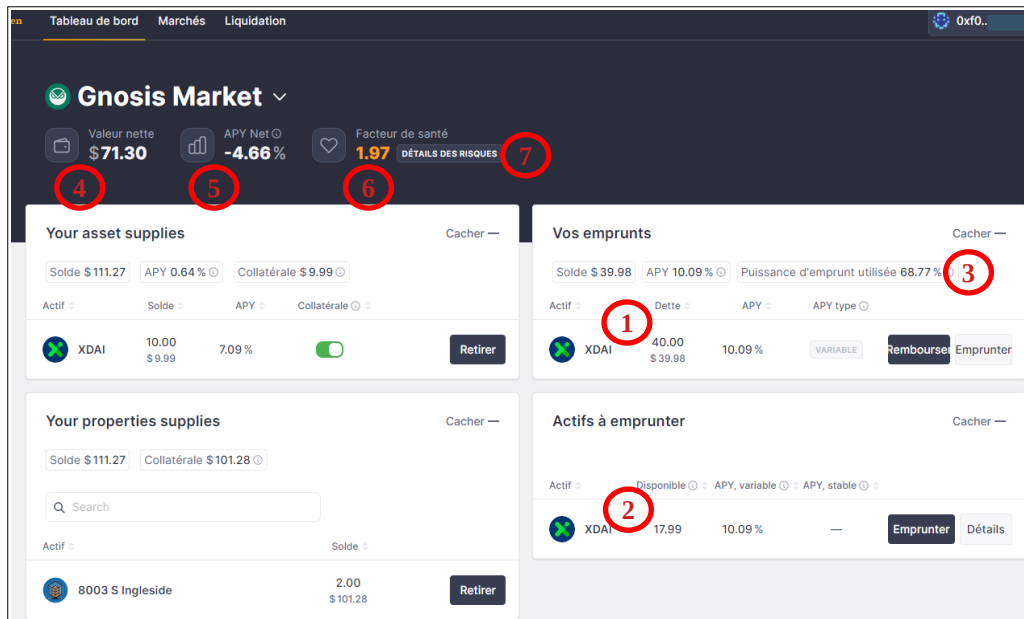 en Tableau de bord Marchés Liquidation 0xf0..
Gnosis Market
Valeur nette APY Net Facteur de santé
$71.30 -4.66% 1.97 DÉTAILS DES RISQUES 7
4 5 6
Your asset supplies Cacher —
Solde $111.27 APY 0.64% Collatérale $9.99
Actif Solde APY Collatérale
XDAI 10.00 7.09% Retirer
$9.99
Vos emprunts Cacher —
Solde $39.98 APY 10.09% Puissance d'emprunt utilisée 68.77% 3
Actif Dette APY APY type
1
XDAI 40.00 10.09% VARIABLE Rembourser Emprunter
$39.98
Your properties supplies Cacher —
Solde $111.27 Collatérale $101.28
Search
Actif Solde
8003 S Ingleside 2.00 Retirer
$101.28
Actifs à emprunter Cacher —
Actif Disponible APY, variable APY, stable
2
XDAI 17.99 10.09% — Emprunter Détails